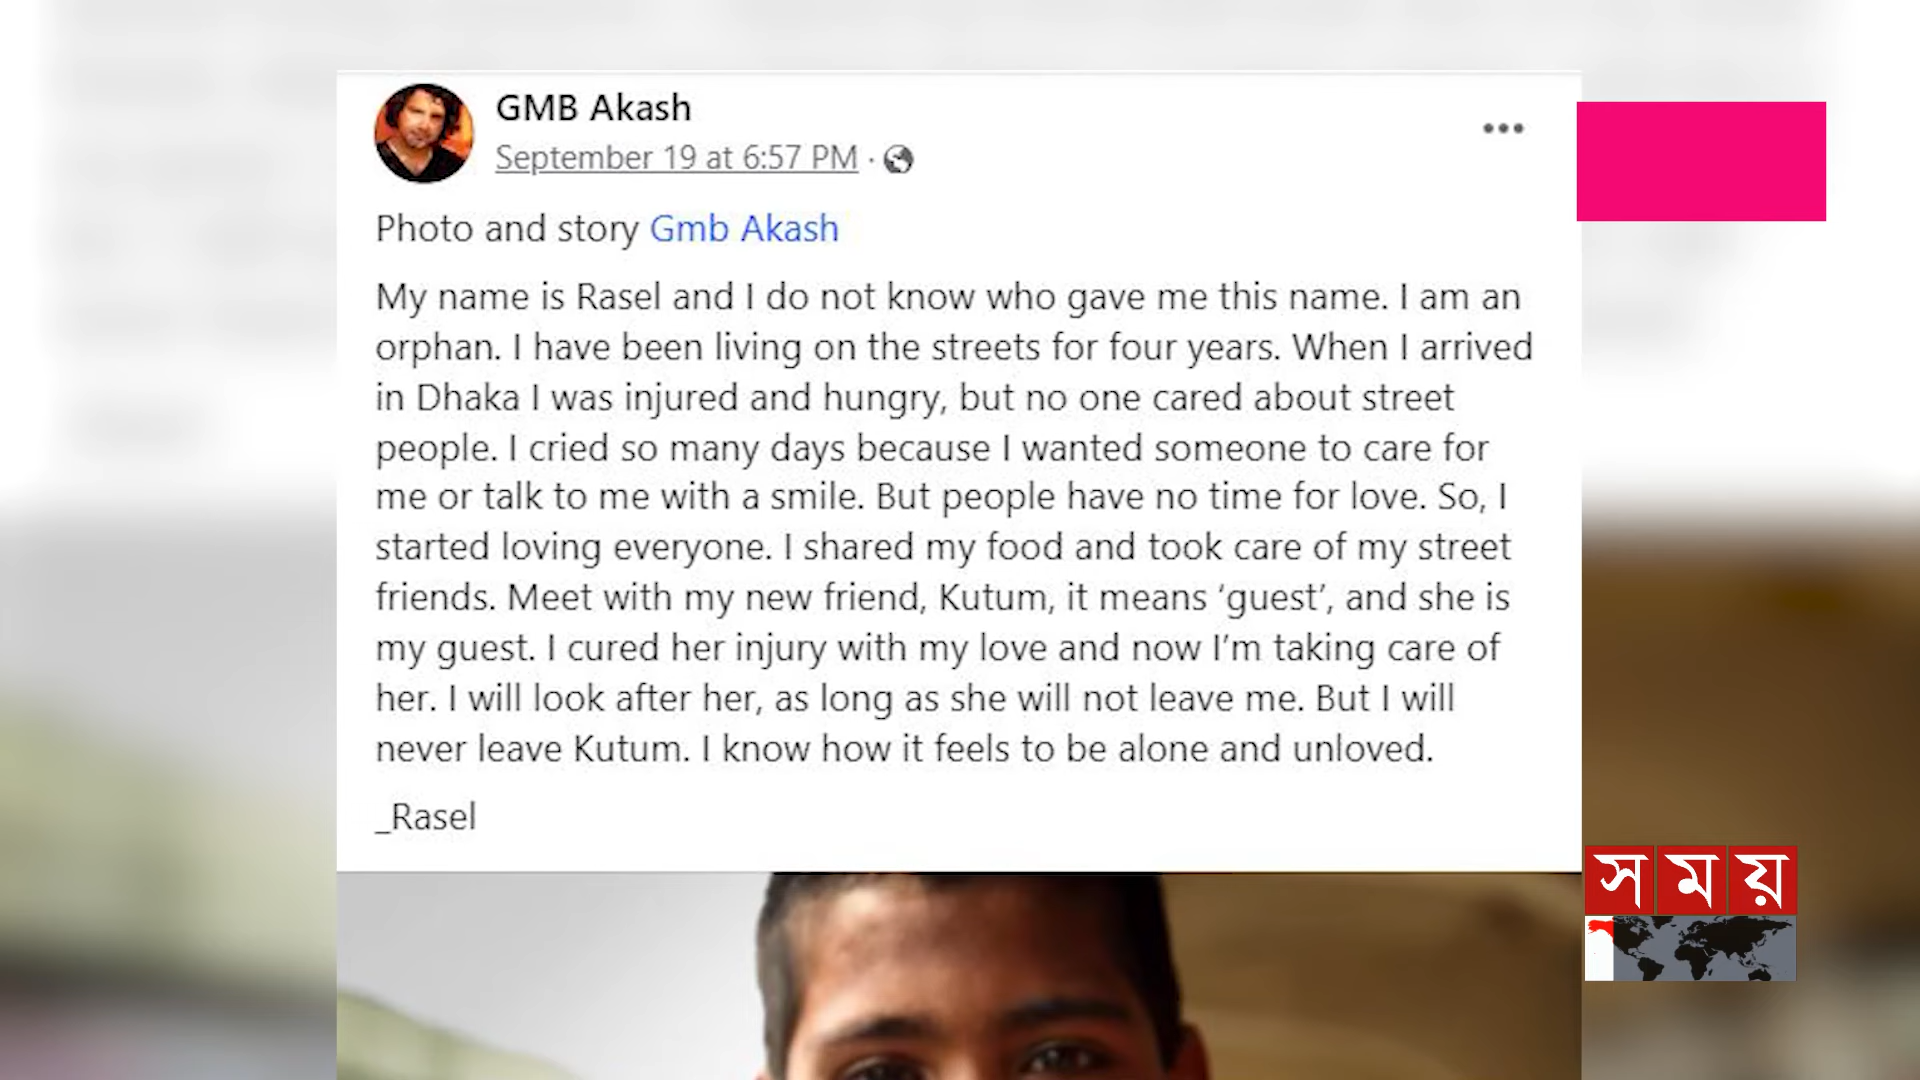 GMB Akash
September 19 at 6:57 PM ·
Photo and story Gmb Akash
My name is Rasel and I do not know who gave me this name. I am an
orphan. I have been living on the streets for four years. When I arrived
in Dhaka I was injured and hungry, but no one cared about street
people. I cried so many days because I wanted someone to care for
me or talk to me with a smile. But people have no time for love. So, I
started loving everyone. I shared my food and took care of my street
friends. Meet with my new friend, Kutum, it means ‘guest’, and she is
my guest. I cured her injury with my love and now I’m taking care of
her. I will look after her, as long as she will not leave me. But I will
never leave Kutum. I know how it feels to be alone and unloved.
_Rasel
সময়